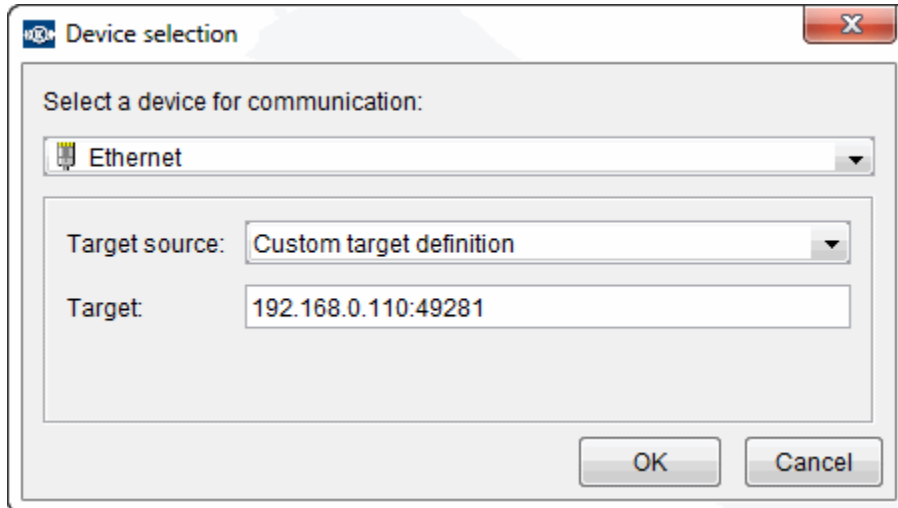 Device selection
Select a device for communication:
Ethernet
Target source: Custom target definition
Target: 192.168.0.110:49281
OK Cancel